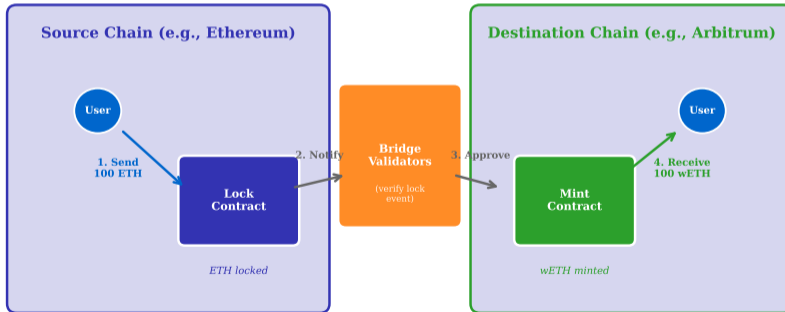 Source Chain (e.g., Ethereum)
Destination Chain (e.g., Arbitrum)
User
User
1. Send
100 ETH
2. Notify
Bridge
Validators
(verify lock
event)
3. Approve
4. Receive
100 wETH
Lock
Contract
Mint
Contract
ETH locked
wETH minted